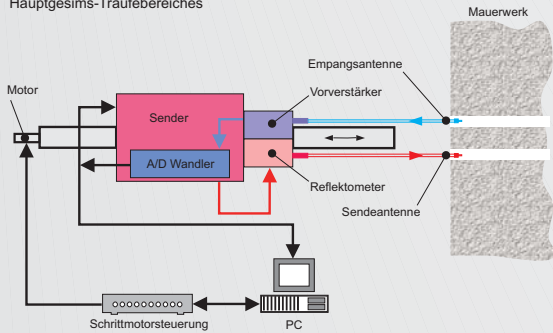 Hauptgesims-Traufebereiches
Mauerwerk
Empangsantenne
Vorverstärker
Motor
Sender
A/D Wandler
Reflektometer
Sendeantenne
Schrittmotorsteuerung
PC